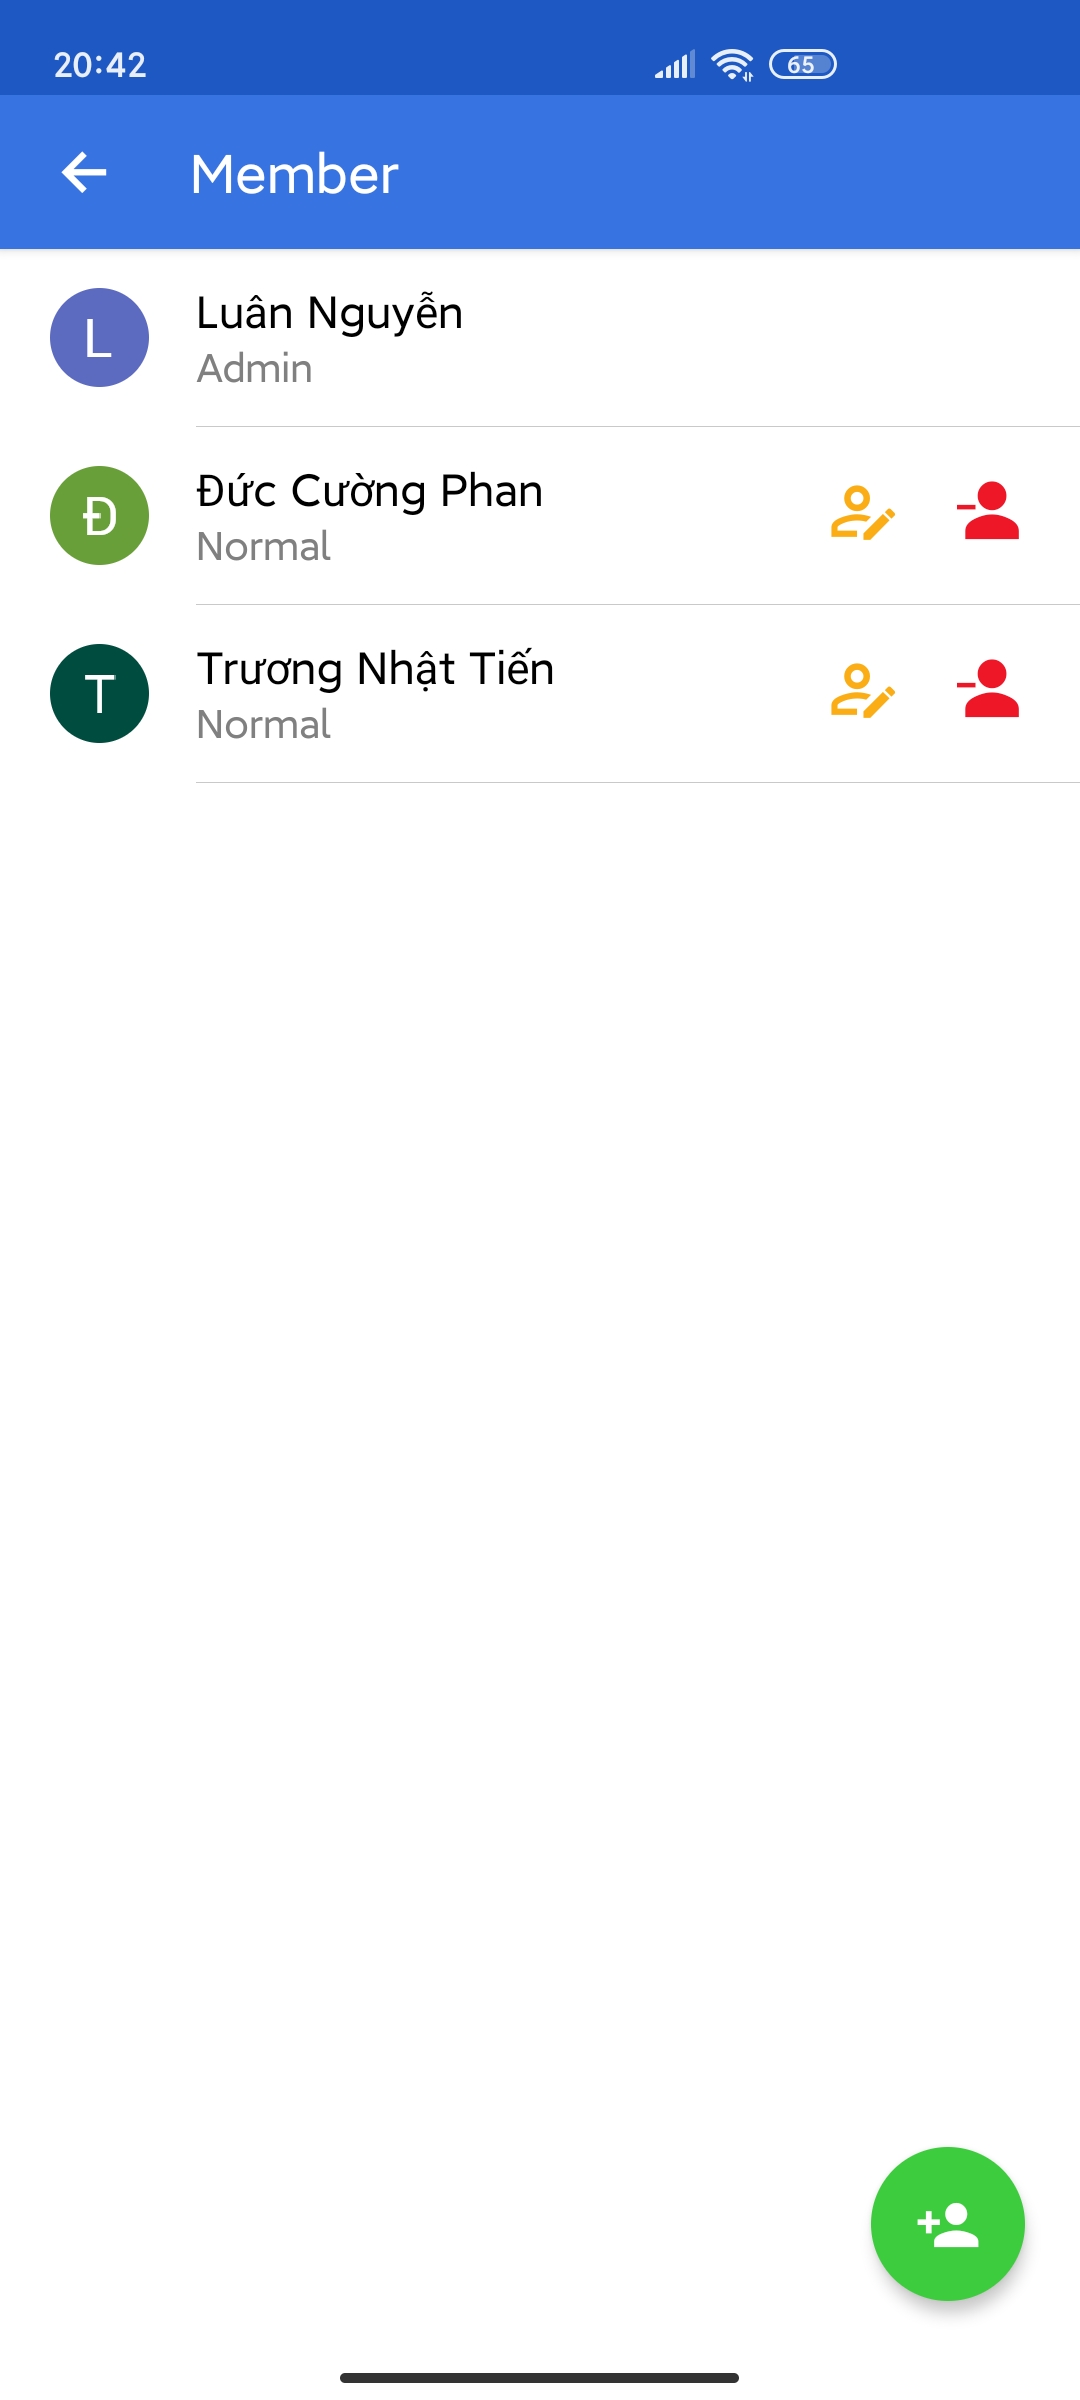 20:42
65
Member
L
Luân Nguyễn
Admin
Đ
Đức Cường Phan
Normal
T
Trương Nhật Tiến
Normal